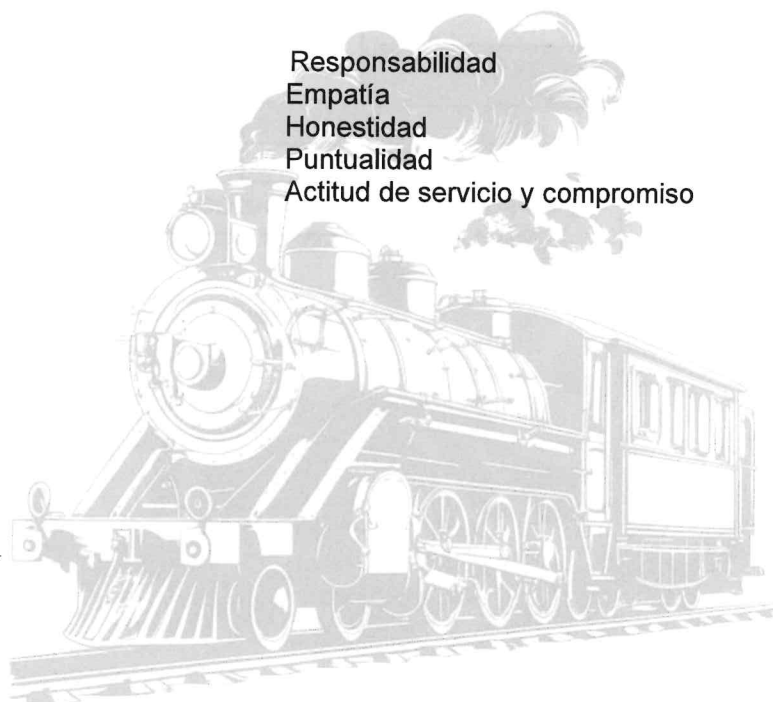 Responsabilidad
Empatía
Honestidad
Puntualidad
Actitud de servicio y compromiso